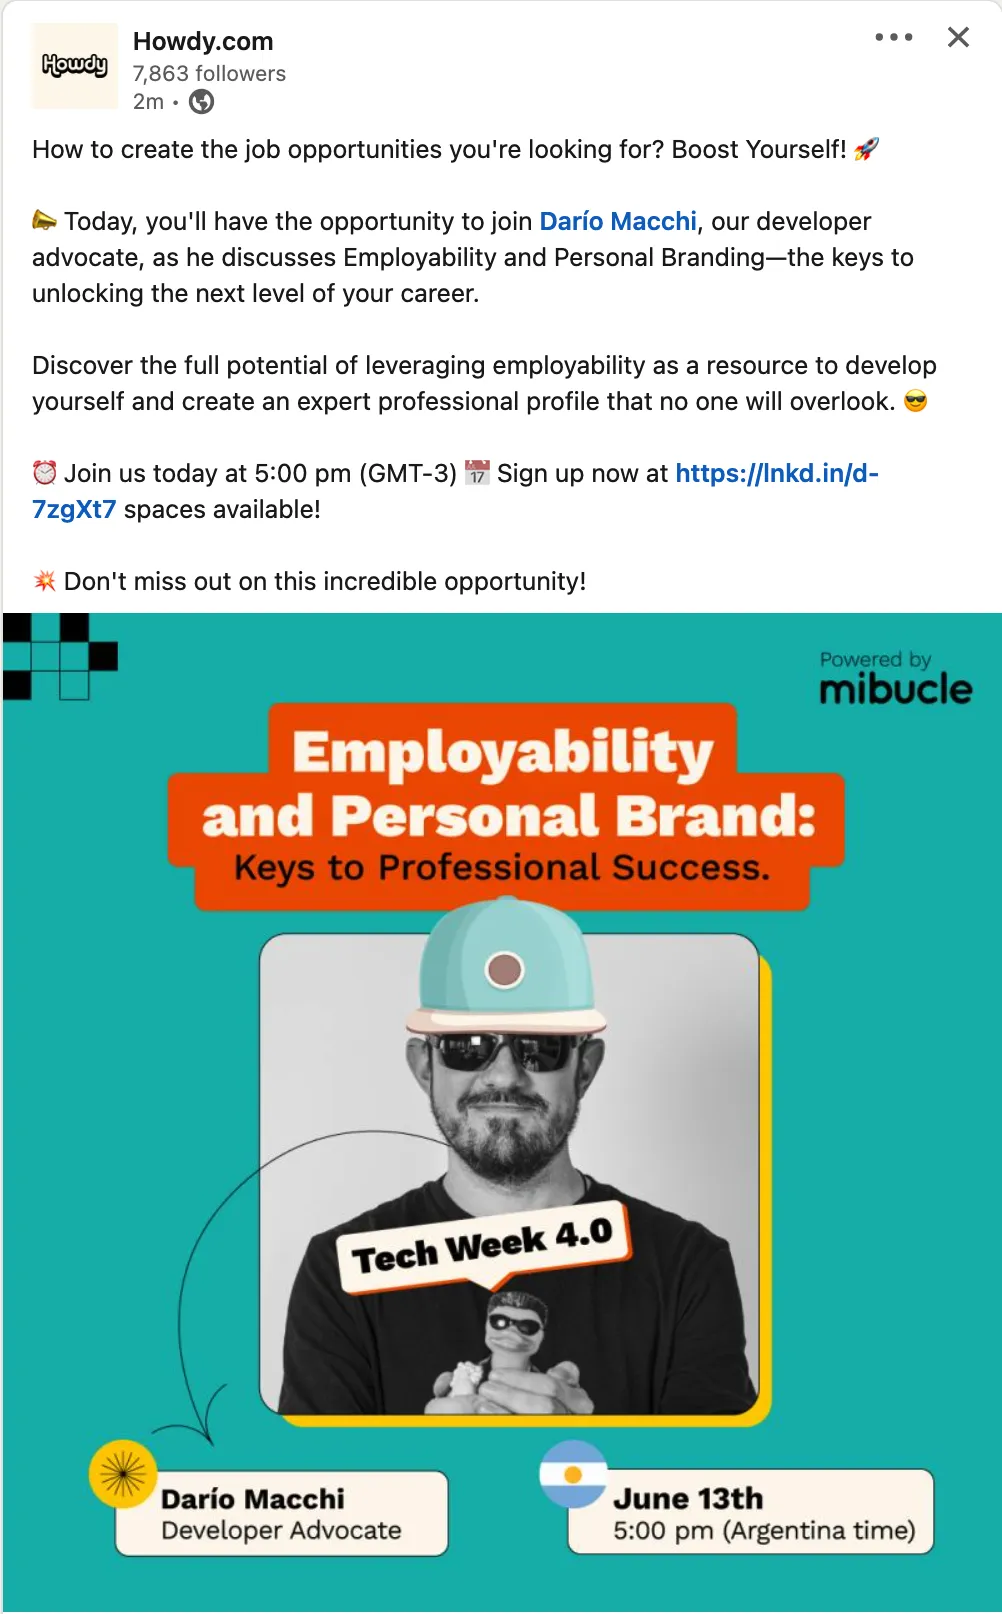 Howdy
Howdy.com
7,863 followers
2m •
How to create the job opportunities you're looking for? Boost Yourself! 🚀
📣 Today, you'll have the opportunity to join Darío Macchi, our developer
advocate, as he discusses Employability and Personal Branding—the keys to
unlocking the next level of your career.
Discover the full potential of leveraging employability as a resource to develop
yourself and create an expert professional profile that no one will overlook. 😎
⏰ Join us today at 5:00 pm (GMT-3) 📅 Sign up now at https://lnkd.in/d-
7zgXt7 spaces available!
💥 Don't miss out on this incredible opportunity!
Powered by
mibucle
Employability
and Personal Brand:
Keys to Professional Success.
Tech Week 4.0
Darío Macchi
Developer Advocate
June 13th
5:00 pm (Argentina time)